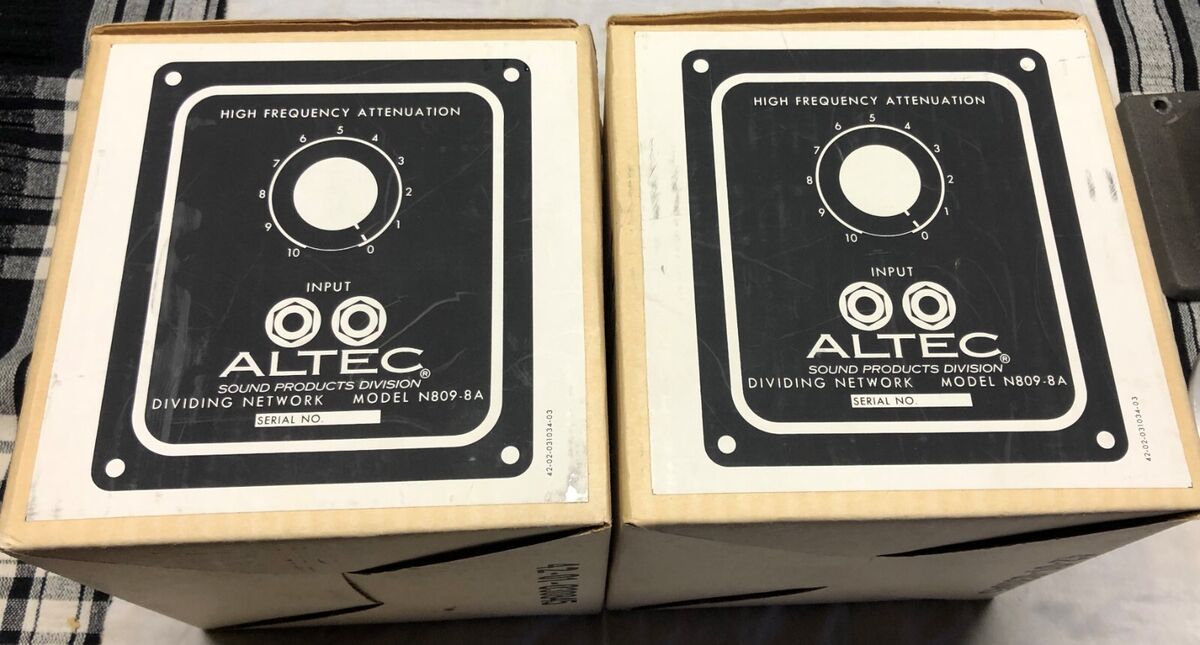 HIGH FREQUENCY ATTENUATION
5
6 4
7 3
8 2
9 1
10 0
INPUT
ALTEC®
SOUND PRODUCTS DIVISION
DIVIDING NETWORK MODEL N809-8A
SERIAL NO.
42-02-031034-03
HIGH FREQUENCY ATTENUATION
5
6 4
7 3
8 2
9 1
10 0
INPUT
ALTEC®
SOUND PRODUCTS DIVISION
DIVIDING NETWORK MODEL N809-8A
SERIAL NO.
42-02-031034-03